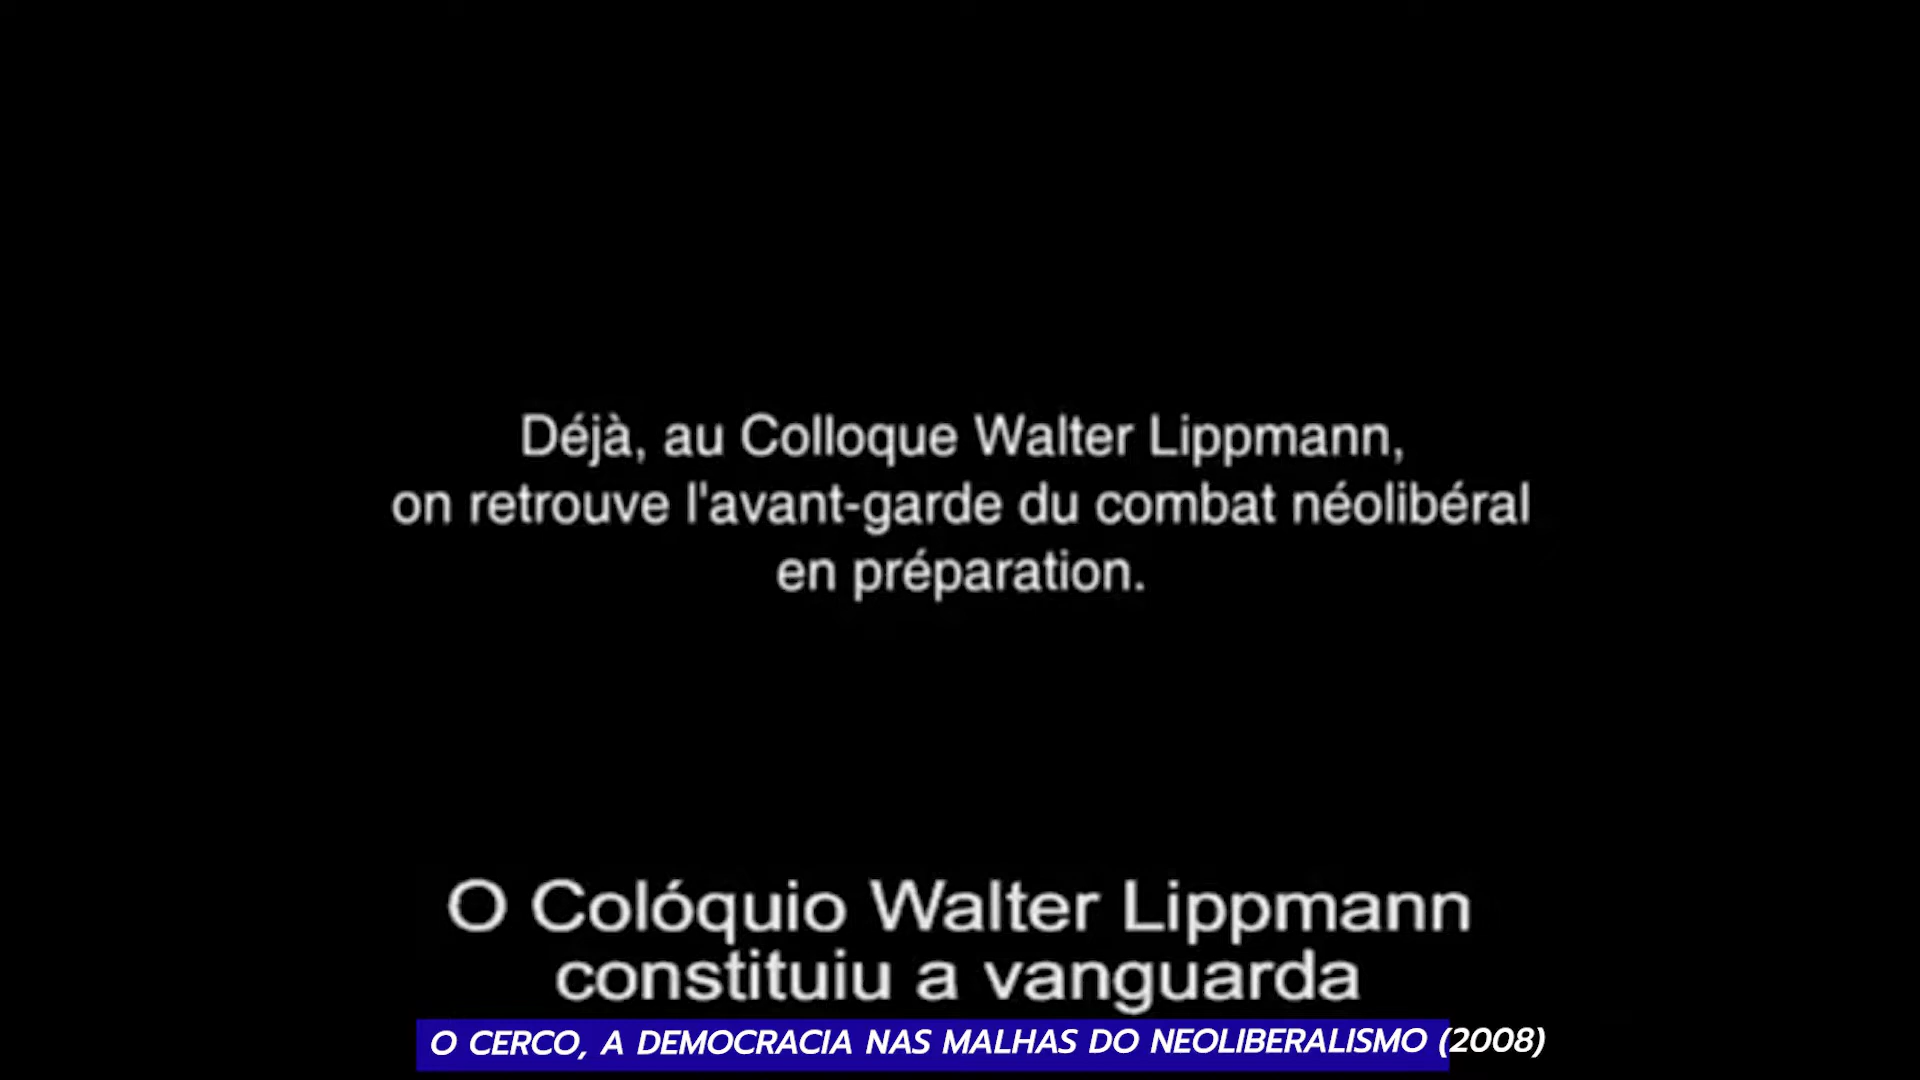 Déjà, au Colloque Walter Lippmann,
on retrouve l'avant-garde du combat néolibéral
en préparation.
O Colóquio Walter Lippmann
constituiu a vanguarda
O CERCO, A DEMOCRACIA NAS MALHAS DO NEOLIBERALISMO (2008)